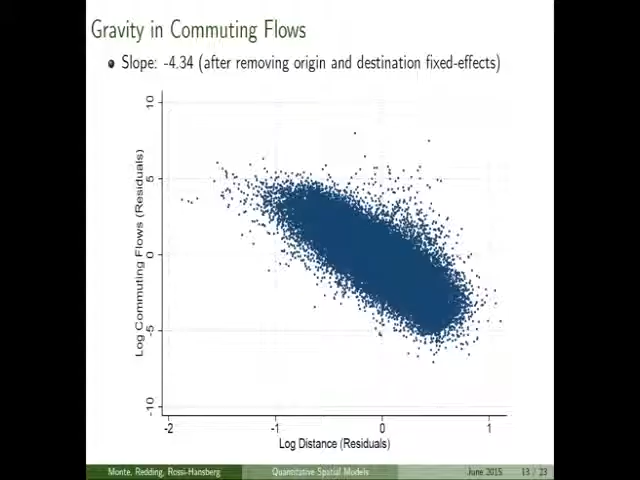 Gravity in Commuting Flows
Slope: -4.34 (after removing origin and destination fixed-effects)
Log Commuting Flows (Residuals)
10
5
0
-5
-10
-2
-1
0
1
Log Distance (Residuals)
Monte, Redding, Rossi-Hansberg
Quantitative Spatial Models
June 2015
13 / 23